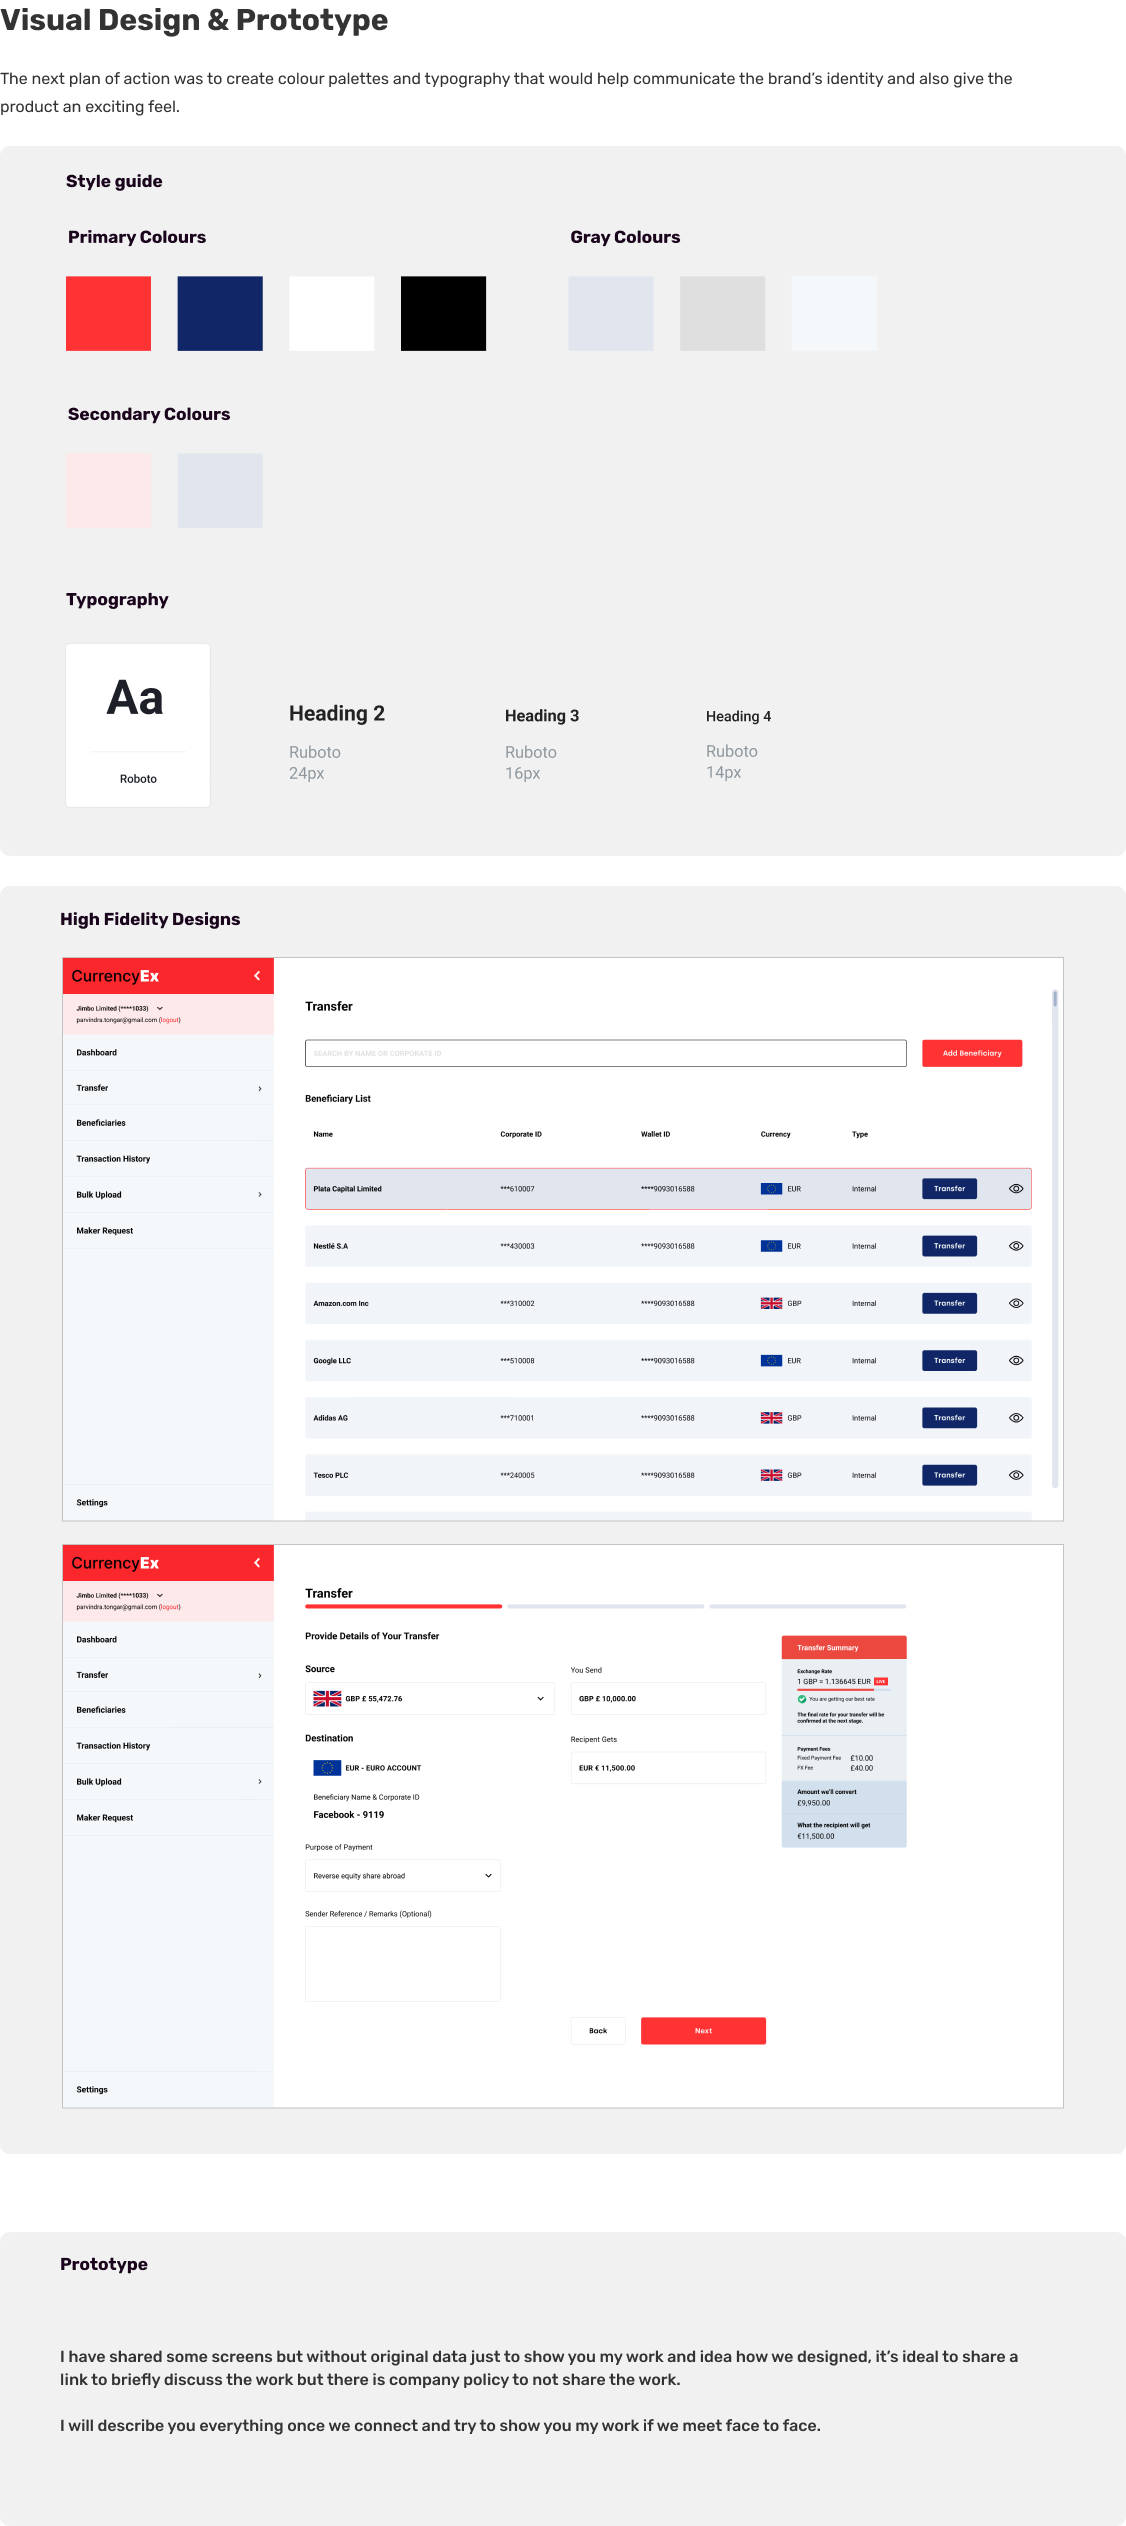 Visual Design & Prototype
The next plan of action was to create colour palettes and typography that would help communicate the brand's identity and also give the
product an exciting feel.
Style guide
Primary Colours
Gray Colours
Secondary Colours
Typography
Aa
Roboto
Heading 2
Ruboto
24px
Heading 3
Ruboto
16px
Heading 4
Ruboto
14px
High Fidelity Designs
CurrencyEx
Jimbo Limited (****1033)
parvindra.tongar@gmail.com (logout)
Dashboard
Transfer
Beneficiaries
Transaction History
Bulk Upload
Maker Request
Settings
Transfer
SEARCH BY NAME OR CORPORATE ID
Add Beneficiary
Beneficiary List
Name Corporate ID Wallet ID Currency Type
Plata Capital Limited ***610007 ****9093016588 EUR Internal Transfer
Nestlé S.A ***430003 ****9093016588 EUR Internal Transfer
Amazon.com Inc ***310002 ****9093016588 GBP Internal Transfer
Google LLC ***510008 ****9093016588 EUR Internal Transfer
Adidas AG ***710001 ****9093016588 GBP Internal Transfer
Tesco PLC ***240005 ****9093016588 GBP Internal Transfer
CurrencyEx
Jimbo Limited (****1033)
parvindra.tongar@gmail.com (logout)
Dashboard
Transfer
Beneficiaries
Transaction History
Bulk Upload
Maker Request
Settings
Transfer
Provide Details of Your Transfer
Source
GBP £ 55,472.76
You Send
GBP £ 10,000.00
Destination
EUR - EURO ACCOUNT
Recipent Gets
EUR € 11,500.00
Beneficiary Name & Corporate ID
Facebook - 9119
Purpose of Payment
Reverse equity share abroad
Sender Reference / Remarks (Optional)
Back
Next
Transfer Summary
Exchange Rate
1 GBP = 1.136645 EUR LIVE
You are getting our best rate
The final rate for your transfer will be
confirmed at the next stage.
Payment Fees
Fixed Payment Fee £10.00
FX Fee £40.00
Amount we'll convert
£9,950.00
What the recipient will get
€11,500.00
Prototype
I have shared some screens but without original data just to show you my work and idea how we designed, it's ideal to share a
link to briefly discuss the work but there is company policy to not share the work.
I will describe you everything once we connect and try to show you my work if we meet face to face.